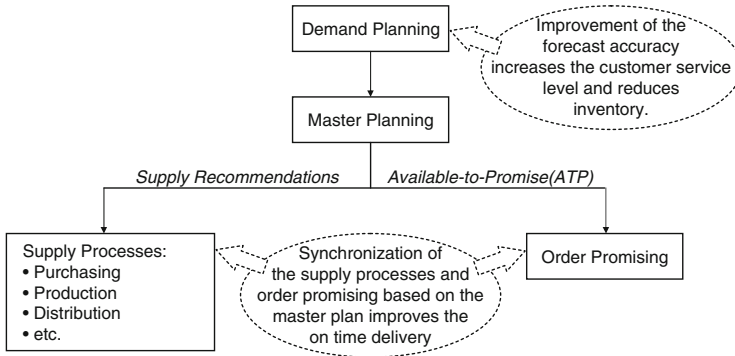 Demand Planning
Improvement of the
forecast accuracy
increases the customer service
level and reduces
inventory.
Master Planning
Supply Recommendations
Available-to-Promise(ATP)
Supply Processes:
• Purchasing
• Production
• Distribution
• etc.
Synchronization of
the supply processes and
order promising based on the
master plan improves the
on time delivery
Order Promising